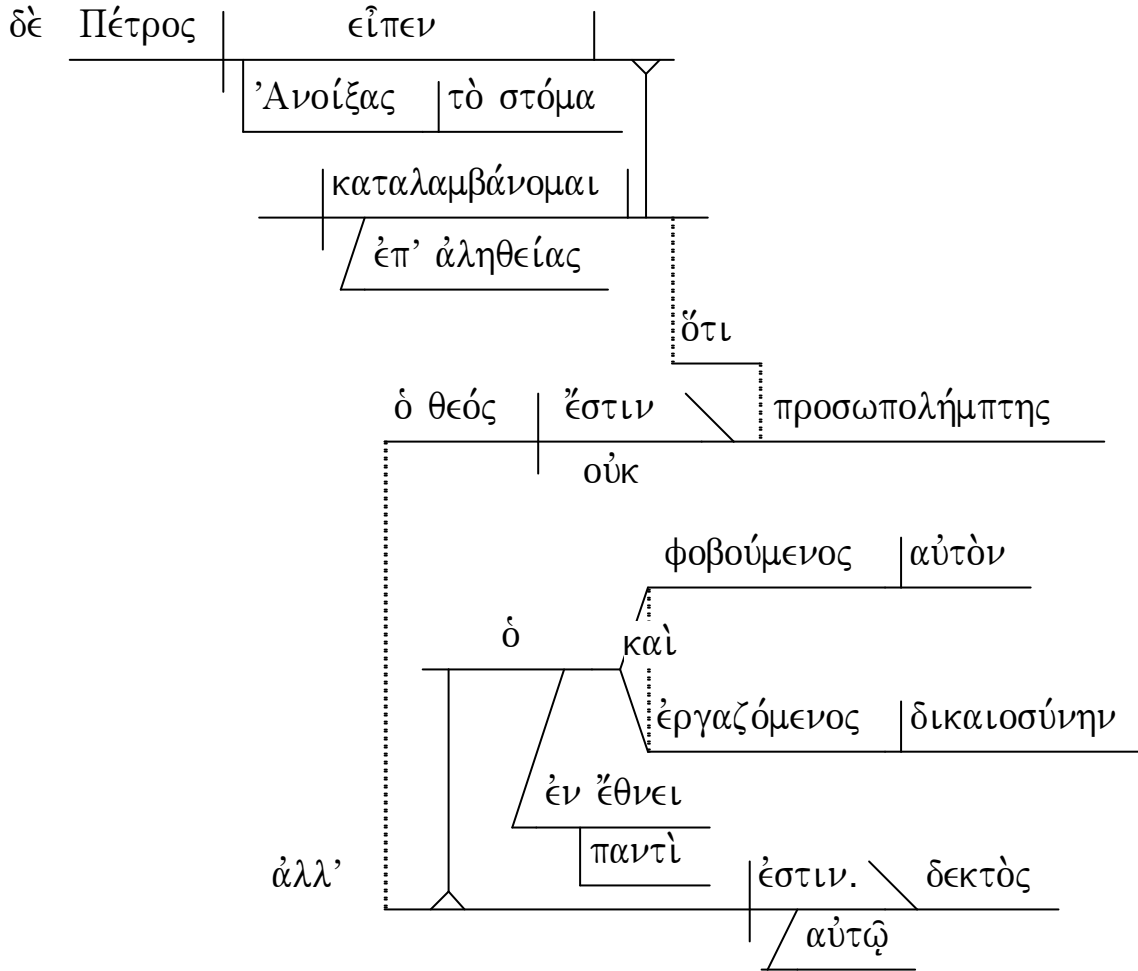 δὲ Πέτρος εἶπεν
Ἀνοίξας τὸ στόμα
καταλαμβάνομαι
ἐπ’ ἀληθείας
ὅτι
ὁ θεός ἔστιν προσωπολήμπτης
οὐκ
φοβούμενος αὐτὸν
ὁ καὶ
ἐργαζόμενος δικαιοσύνην
ἐν ἔθνει
παντὶ
ἀλλ’ ἐστιν. δεκτὸς
αὐτῷ